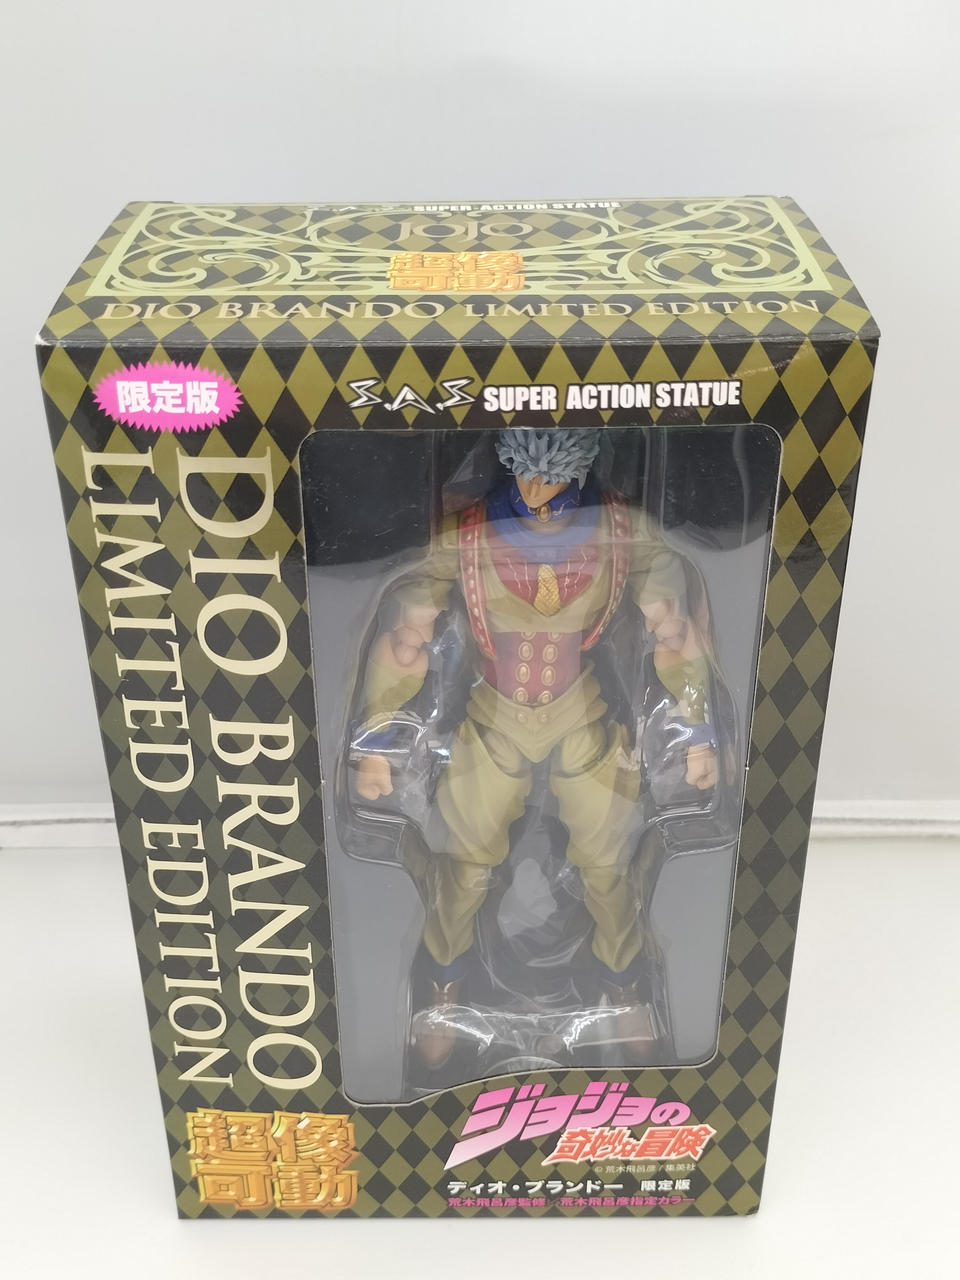 S.A.S SUPER ACTION STATUE
JOJO
超像
可動
DIO BRANDO LIMITED EDITION
限定版
S.A.S SUPER ACTION STATUE
DIO BRANDO
LIMITED EDITION
超像
可動
ジョジョの
奇妙な冒険
© 荒木飛呂彦/集英社
ディオ・ブランドー 限定版
荒木飛呂彦監修 荒木飛呂彦指定カラー